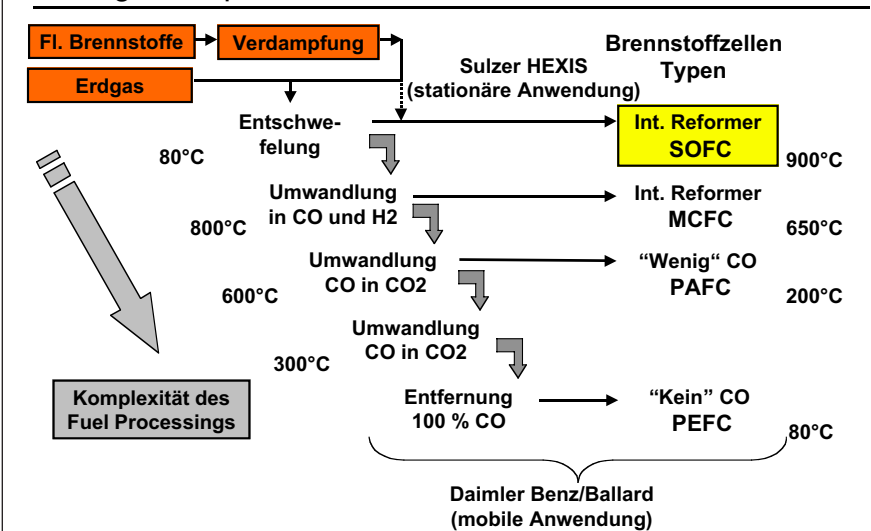 Fl. Brennstoffe
Verdampfung
Erdgas
Sulzer HEXIS
(stationäre Anwendung)
Brennstoffzellen
Typen
Entschwe-
felung
80°C
Int. Reformer
SOFC
900°C
Umwandlung
in CO und H2
800°C
Int. Reformer
MCFC
650°C
Umwandlung
CO in CO2
600°C
“Wenig“ CO
PAFC
200°C
Umwandlung
CO in CO2
300°C
Komplexität des
Fuel Processings
Entfernung
100 % CO
“Kein” CO
PEFC
80°C
Daimler Benz/Ballard
(mobile Anwendung)